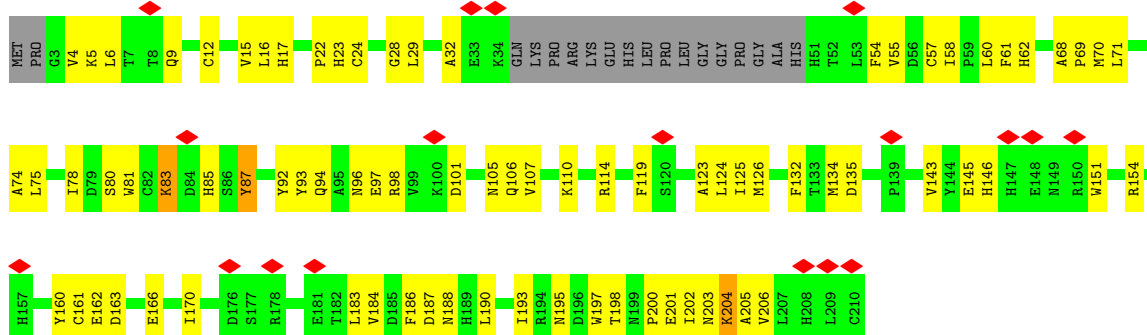 MET PRO G3 V4 K5 L6 T7 T8 Q9 C12 V15 L16 H17 P22 H23 C24 G28 L29 A32 E33 K34 GLN LYS PRO ARG LYS GLU HIS LEU PRO LEU GLY GLY PRO GLY ALA HIS H51 T52 L53 F54 V55 D56 C57 I58 P59 L60 F61 H62 A68 P69 M70 L71
A74 L75 I78 D79 S80 W81 C82 K83 D84 H85 S86 Y87 Y92 Y93 Q94 A95 N96 E97 R98 V99 K100 D101 N105 Q106 V107 K110 R114 F119 S120 A123 L124 I125 M126 F132 T133 M134 D135 P139 V143 Y144 E145 H146 H147 E148 N149 R150 W151 R154
H157 Y160 C161 E162 D163 E166 I170 D176 S177 R178 E181 T182 L183 V184 D185 F186 D187 N188 H189 L190 I193 R194 N195 D196 W197 T198 N199 P200 E201 I202 N203 K204 A205 V206 L207 H208 L209 C210